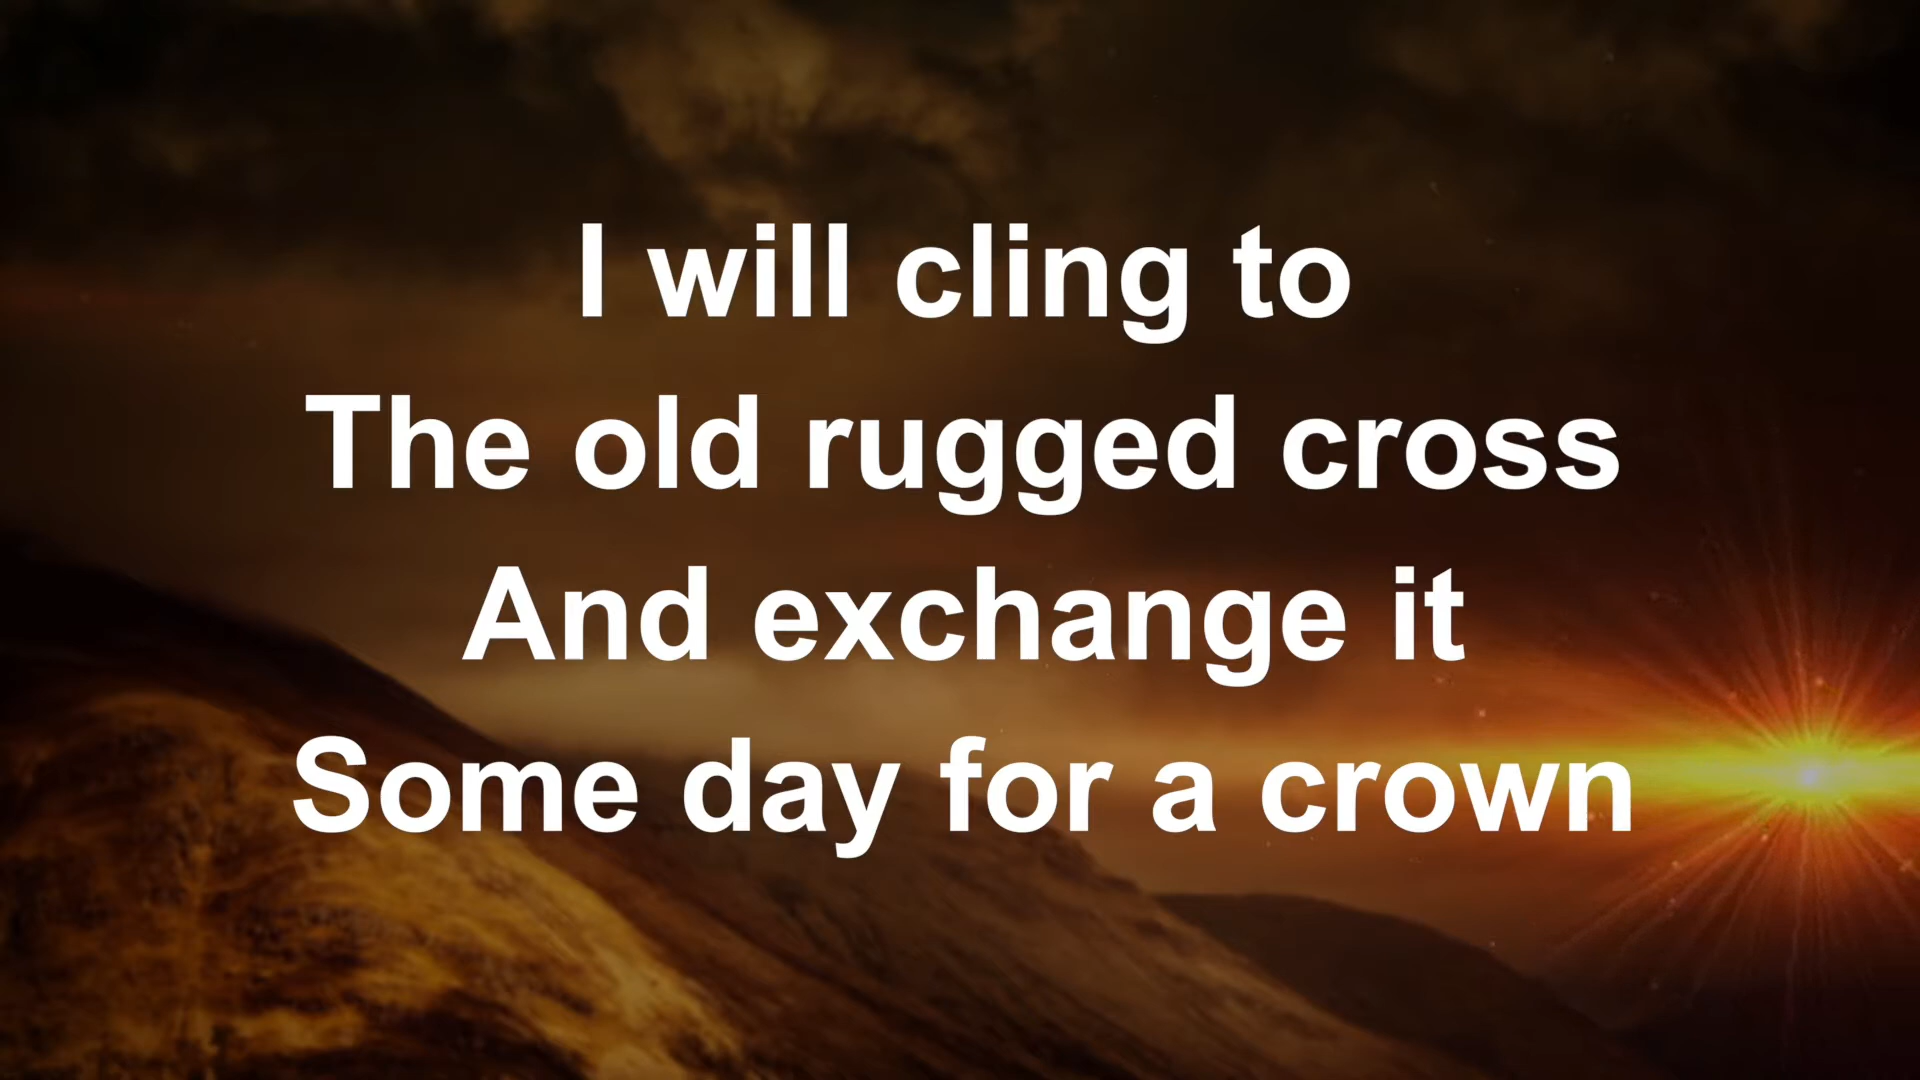 I will cling to
The old rugged cross
And exchange it
Some day for a crown